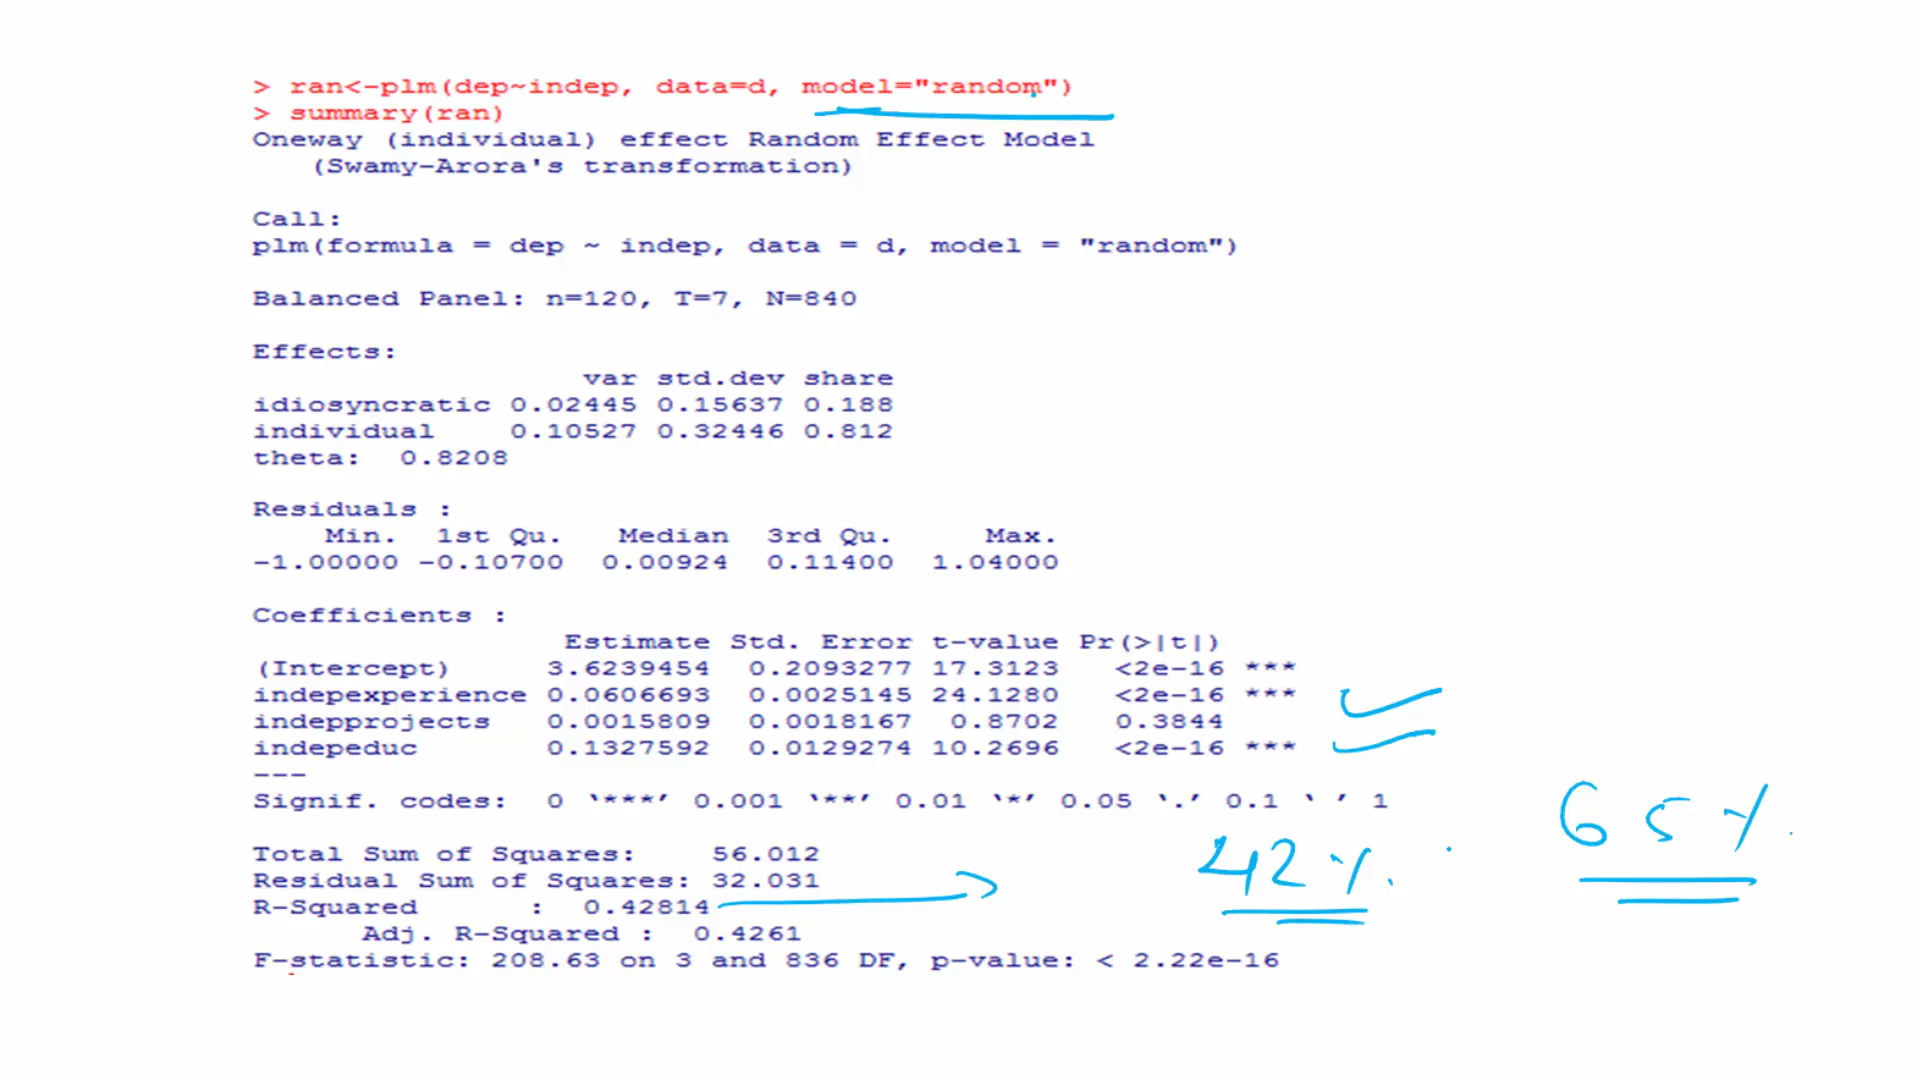 > ran<-plm(dep~indep, data=d, model="random")
> summary(ran)
Oneway (individual) effect Random Effect Model
(Swamy-Arora's transformation)
Call:
plm(formula = dep ~ indep, data = d, model = "random")
Balanced Panel: n=120, T=7, N=840
Effects:
var std.dev share
idiosyncratic 0.02445 0.15637 0.188
individual 0.10527 0.32446 0.812
theta: 0.8208
Residuals :
Min. 1st Qu. Median 3rd Qu. Max.
-1.00000 -0.10700 0.00924 0.11400 1.04000
Coefficients :
Estimate Std. Error t-value Pr(>|t|)
(Intercept) 3.6239454 0.2093277 17.3123 <2e-16 ***
indepexperience 0.0606693 0.0025145 24.1280 <2e-16 ***
indepprojects 0.0015809 0.0018167 0.8702 0.3844
indepeduc 0.1327592 0.0129274 10.2696 <2e-16 ***
---
Signif. codes: 0 ‘***’ 0.001 ‘**’ 0.01 ‘*’ 0.05 ‘.’ 0.1 ‘ ’ 1
65%
Total Sum of Squares: 56.012
42%
Residual Sum of Squares: 32.031
R-Squared : 0.42814
Adj. R-Squared : 0.4261
F-statistic: 208.63 on 3 and 836 DF, p-value: < 2.22e-16